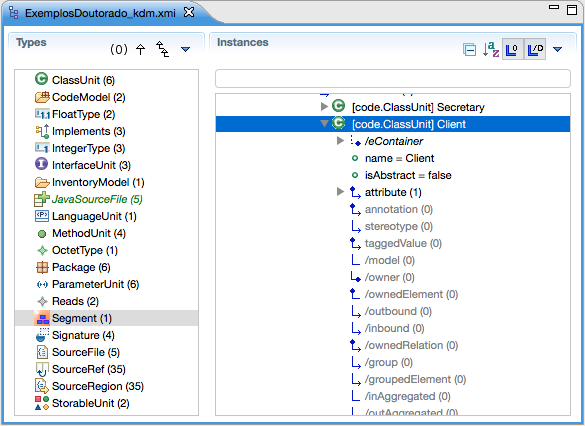 ExemplosDoutorado_kdm.xmi
Types
(0)
Instances
ClassUnit (6)
CodeModel (2)
FloatType (2)
Implements (3)
IntegerType (3)
InterfaceUnit (3)
InventoryModel (1)
JavaSourceFile (5)
LanguageUnit (1)
MethodUnit (4)
OctetType (1)
Package (6)
ParameterUnit (6)
Reads (2)
Segment (1)
Signature (4)
SourceFile (5)
SourceRef (35)
SourceRegion (35)
StorableUnit (2)
[code.ClassUnit] Secretary
[code.ClassUnit] Client
/eContainer
name = Client
isAbstract = false
attribute (1)
annotation (0)
stereotype (0)
taggedValue (0)
/model (0)
/owner (0)
/ownedElement (0)
/outbound (0)
/inbound (0)
/ownedRelation (0)
/group (0)
/groupedElement (0)
/inAggregated (0)
/outAggregated (0)